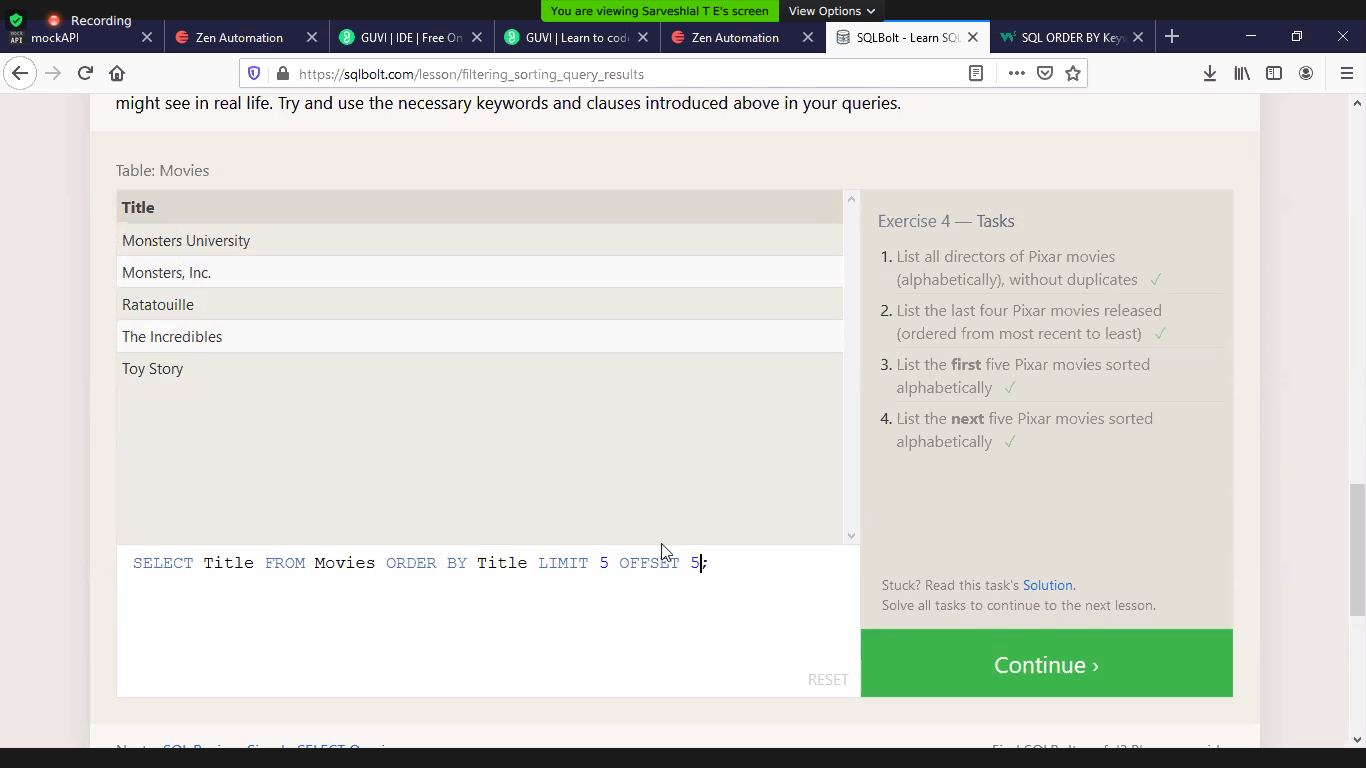 Recording
You are viewing Sarveshlal T E's screen
View Options
mock API
mockAPI
Zen Automation
GUVI | IDE | Free On
GUVI | Learn to cod
Zen Automation
SQLBolt - Learn SQL
SQL ORDER BY Key
https://sqlbolt.com/lesson/filtering_sorting_query_results
might see in real life. Try and use the necessary keywords and clauses introduced above in your queries.
Table: Movies
Title
Monsters University
Monsters, Inc.
Ratatouille
The Incredibles
Toy Story
Exercise 4 — Tasks
1. List all directors of Pixar movies
(alphabetically), without duplicates ✓
2. List the last four Pixar movies released
(ordered from most recent to least) ✓
3. List the first five Pixar movies sorted
alphabetically ✓
4. List the next five Pixar movies sorted
alphabetically ✓
SELECT Title FROM Movies ORDER BY Title LIMIT 5 OFFSET 5;
Stuck? Read this task's Solution.
Solve all tasks to continue to the next lesson.
RESET
Continue ›